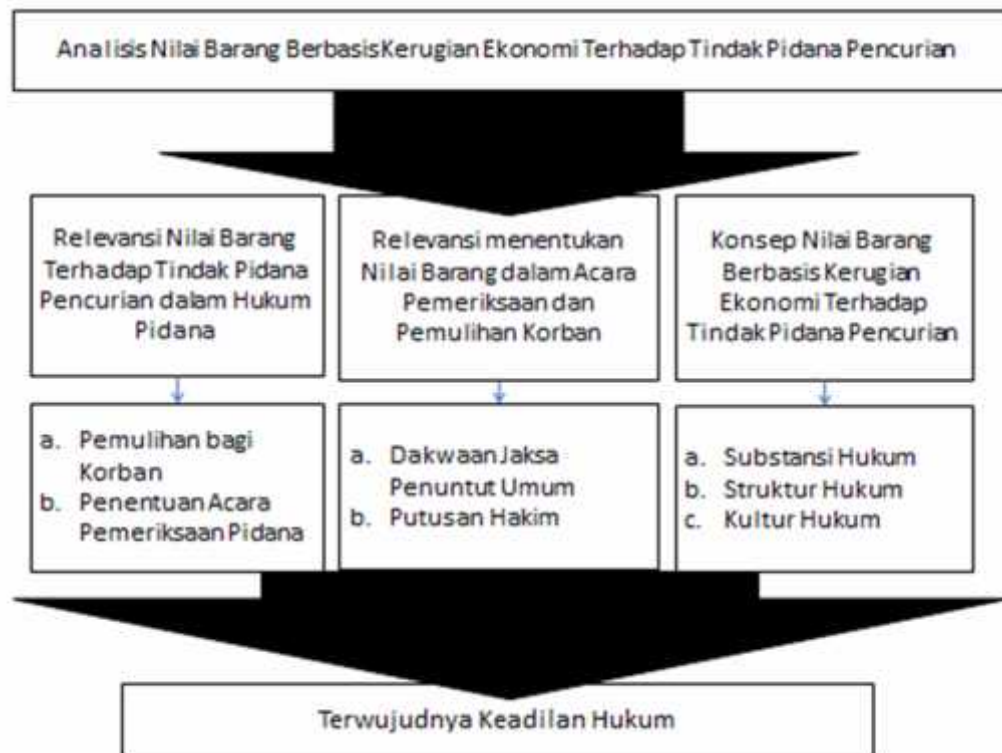 Analisis Nilai Barang Berbasis Kerugian Ekonomi Terhadap Tindak Pidana Pencurian
Relevansi Nilai Barang
Terhadap Tindak Pidana
Pencurian dalam Hukum
Pidana
Relevansi menentukan
Nilai Barang dalam Acara
Pemeriksaan dan
Pemulihan Korban
Konsep Nilai Barang
Berbasis Kerugian
Ekonomi Terhadap
Tindak Pidana Pencurian
a. Pemulihan bagi
Korban
b. Penentuan Acara
Pemeriksaan Pidana
a. Dakwaan Jaksa
Penuntut Umum
b. Putusan Hakim
a. Substansi Hukum
b. Struktur Hukum
c. Kultur Hukum
Terwujudnya Keadilan Hukum